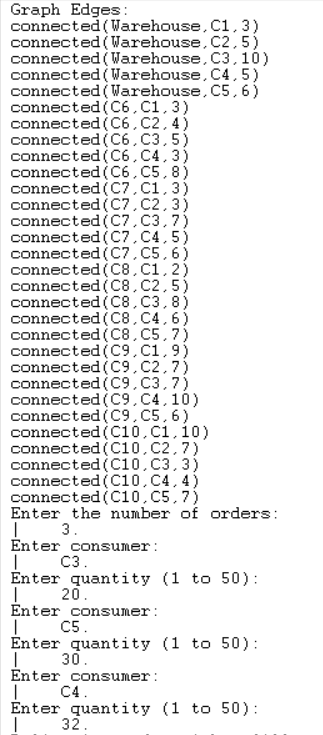 Graph Edges:
connected(Warehouse,C1,3)
connected(Warehouse,C2,5)
connected(Warehouse,C3,10)
connected(Warehouse,C4,5)
connected(Warehouse,C5,6)
connected(C6,C1,3)
connected(C6,C2,4)
connected(C6,C3,5)
connected(C6,C4,3)
connected(C6,C5,8)
connected(C7,C1,3)
connected(C7,C2,3)
connected(C7,C3,7)
connected(C7,C4,5)
connected(C7,C5,6)
connected(C8,C1,2)
connected(C8,C2,5)
connected(C8,C3,8)
connected(C8,C4,6)
connected(C8,C5,7)
connected(C9,C1,9)
connected(C9,C2,7)
connected(C9,C3,7)
connected(C9,C4,10)
connected(C9,C5,6)
connected(C10,C1,10)
connected(C10,C2,7)
connected(C10,C3,3)
connected(C10,C4,4)
connected(C10,C5,7)
Enter the number of orders:
|    3.
Enter consumer:
|    C3.
Enter quantity (1 to 50):
|    20.
Enter consumer:
|    C5.
Enter quantity (1 to 50):
|    30.
Enter consumer:
|    C4.
Enter quantity (1 to 50):
|    32.